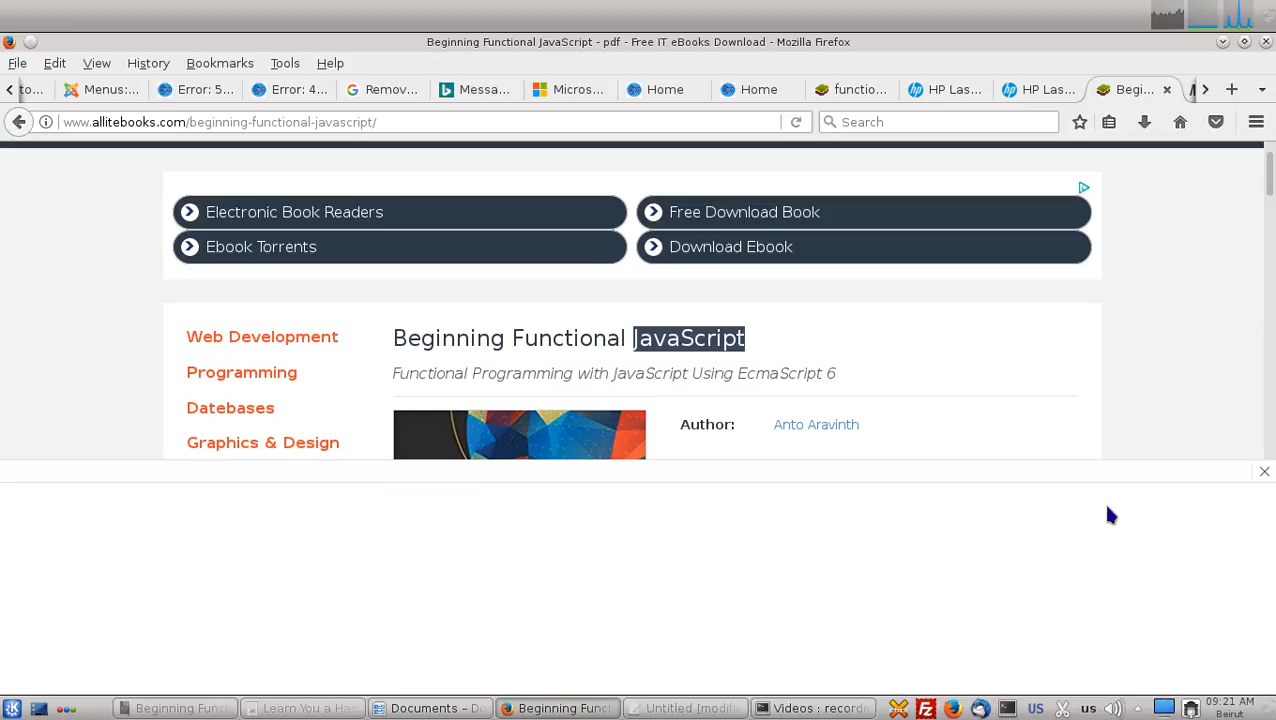 Beginning Functional JavaScript - pdf - Free IT eBooks Download - Mozilla Firefox
File Edit View History Bookmarks Tools Help
to... Menus:... Error: 5... Error: 4... Remov... Messa... Micros... Home Home functio... HP Las... HP Las... Begi...
www.allitebooks.com/beginning-functional-javascript/ Search
Electronic Book Readers Free Download Book
Ebook Torrents Download Ebook
Web Development
Programming
Datebases
Graphics & Design
Beginning Functional JavaScript
Functional Programming with JavaScript Using EcmaScript 6
Author: Anto Aravinth
Beginning Fun Learn You a Ha Documents – D Beginning Funct Untitled [modifi Videos : record US us 09:21 AM
Beirut